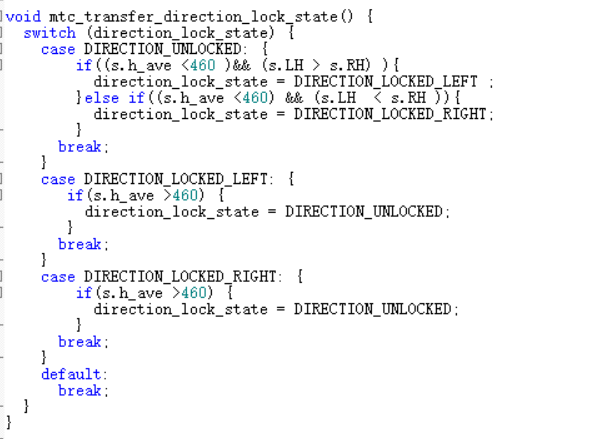 void mtc_transfer_direction_lock_state() {
switch (direction_lock_state) {
case DIRECTION_UNLOCKED: {
if((s.h_ave <460 )&& (s.LH > s.RH) ){
direction_lock_state = DIRECTION_LOCKED_LEFT ;
}else if((s.h_ave <460) && (s.LH  < s.RH )){
direction_lock_state = DIRECTION_LOCKED_RIGHT;
}
break;
}
case DIRECTION_LOCKED_LEFT: {
if(s.h_ave >460) {
direction_lock_state = DIRECTION_UNLOCKED;
}
break;
}
case DIRECTION_LOCKED_RIGHT: {
if(s.h_ave >460) {
direction_lock_state = DIRECTION_UNLOCKED;
}
break;
}
default:
break;
}
}